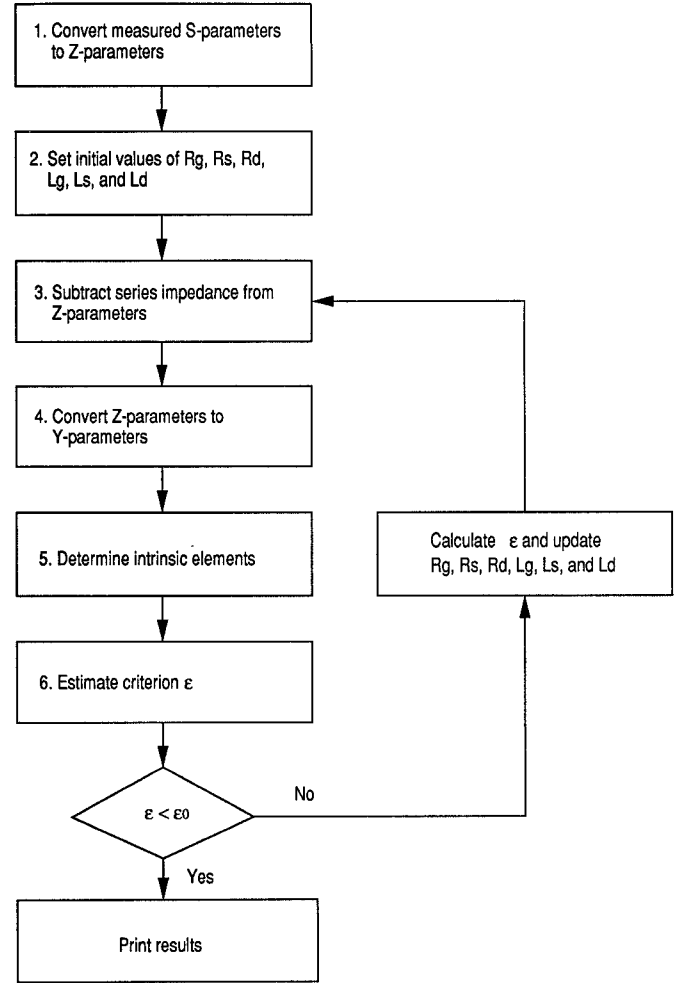 1. Convert measured S-parameters
to Z-parameters
2. Set initial values of Rg, Rs, Rd,
Lg, Ls, and Ld
3. Subtract series impedance from
Z-parameters
4. Convert Z-parameters to
Y-parameters
5. Determine intrinsic elements
Calculate ε and update
Rg, Rs, Rd, Lg, Ls, and Ld
6. Estimate criterion ε
ε < ε0
No
Yes
Print results